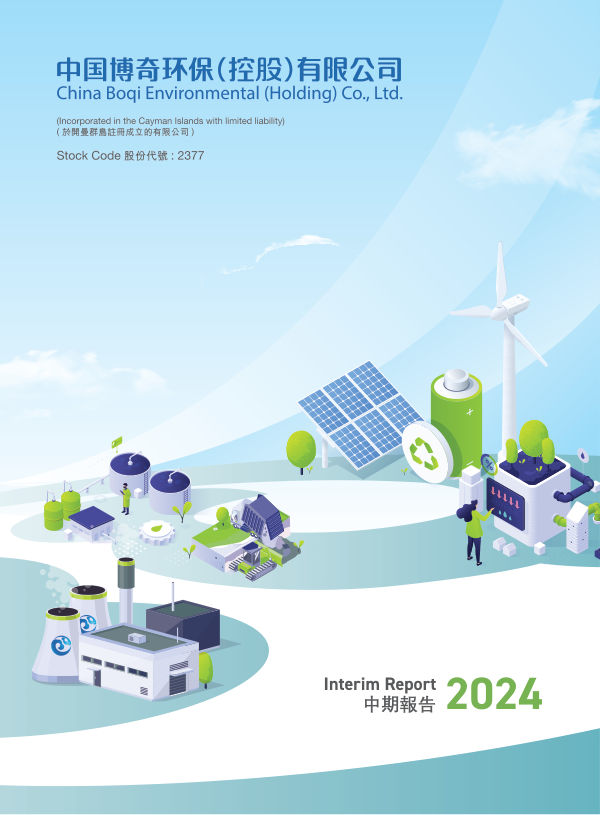 中国博奇环保(控股)有限公司
China Boqi Environmental (Holding) Co., Ltd.
(Incorporated in the Cayman Islands with limited liability)
(於開曼群島註冊成立的有限公司)
Stock Code 股份代號 : 2377
Interim Report
中期報告
2024